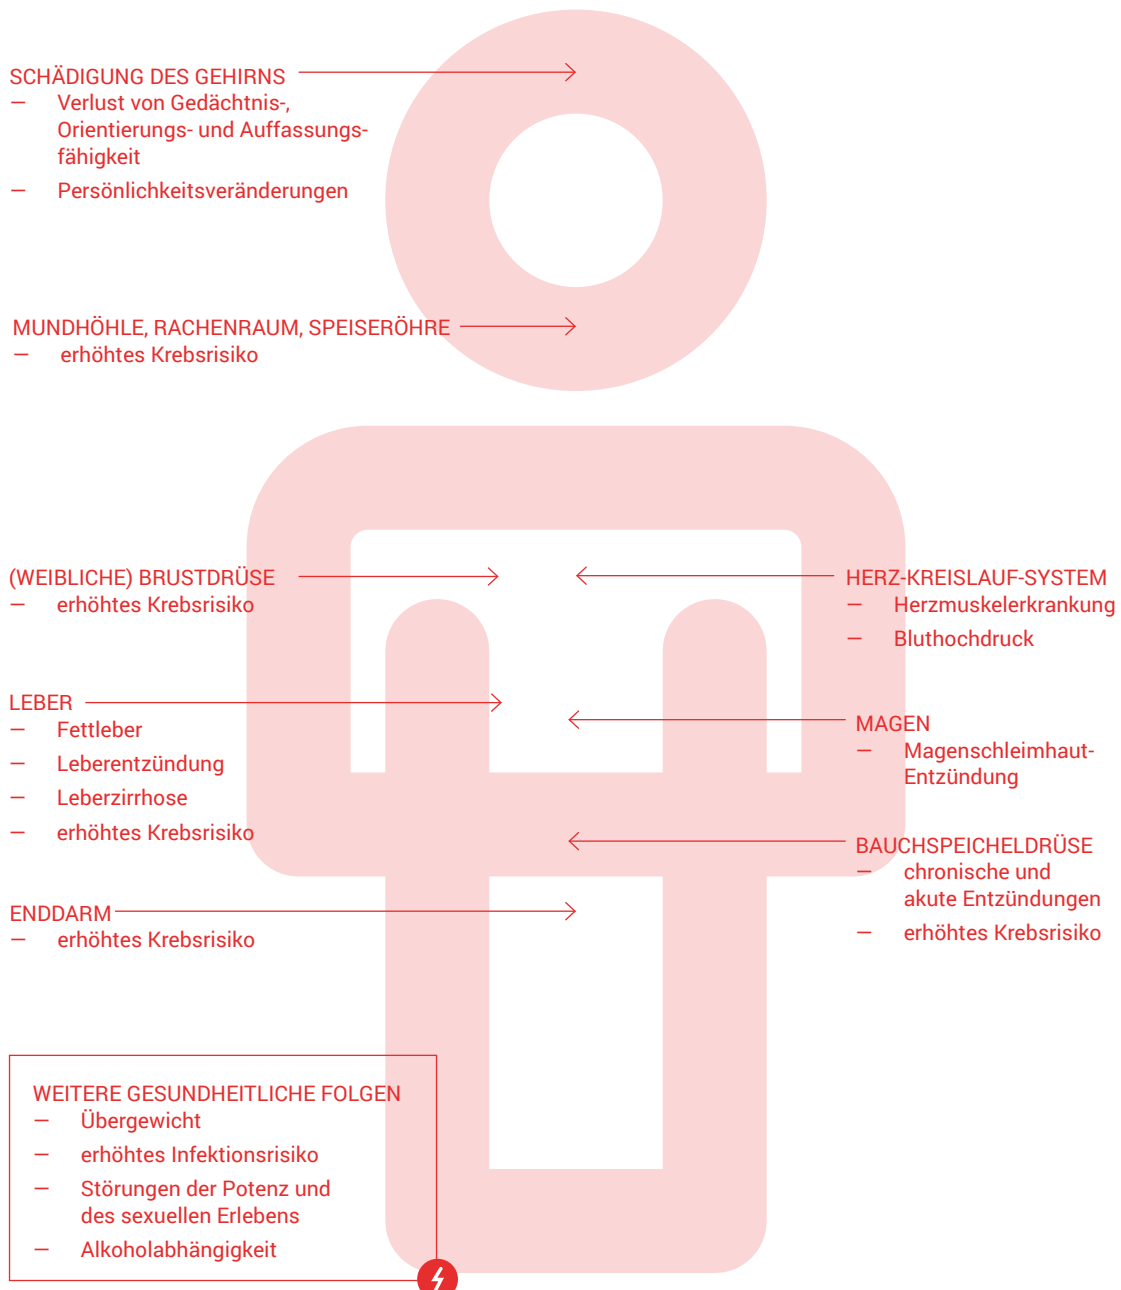 SCHÄDIGUNG DES GEHIRNS
— Verlust von Gedächtnis-,
Orientierungs- und Auffassungs-
fähigkeit
— Persönlichkeitsveränderungen
MUNDHÖHLE, RACHENRAUM, SPEISERÖHRE
— erhöhtes Krebsrisiko
(WEIBLICHE) BRUSTDRÜSE
— erhöhtes Krebsrisiko
HERZ-KREISLAUF-SYSTEM
— Herzmuskelerkrankung
— Bluthochdruck
LEBER
— Fettleber
— Leberentzündung
— Leberzirrhose
— erhöhtes Krebsrisiko
MAGEN
— Magenschleimhaut-
Entzündung
BAUCHSPEICHELDRÜSE
— chronische und
akute Entzündungen
— erhöhtes Krebsrisiko
ENDDARM
— erhöhtes Krebsrisiko
WEITERE GESUNDHEITLICHE FOLGEN
— Übergewicht
— erhöhtes Infektionsrisiko
— Störungen der Potenz und
des sexuellen Erlebens
— Alkoholabhängigkeit